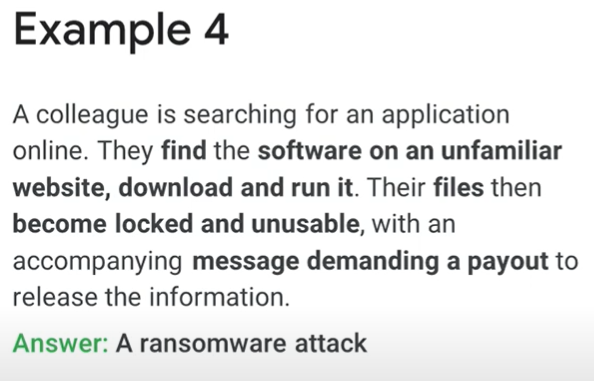 Example 4
A colleague is searching for an application
online. They find the software on an unfamiliar
website, download and run it. Their files then
become locked and unusable, with an
accompanying message demanding a payout to
release the information.
Answer: A ransomware attack